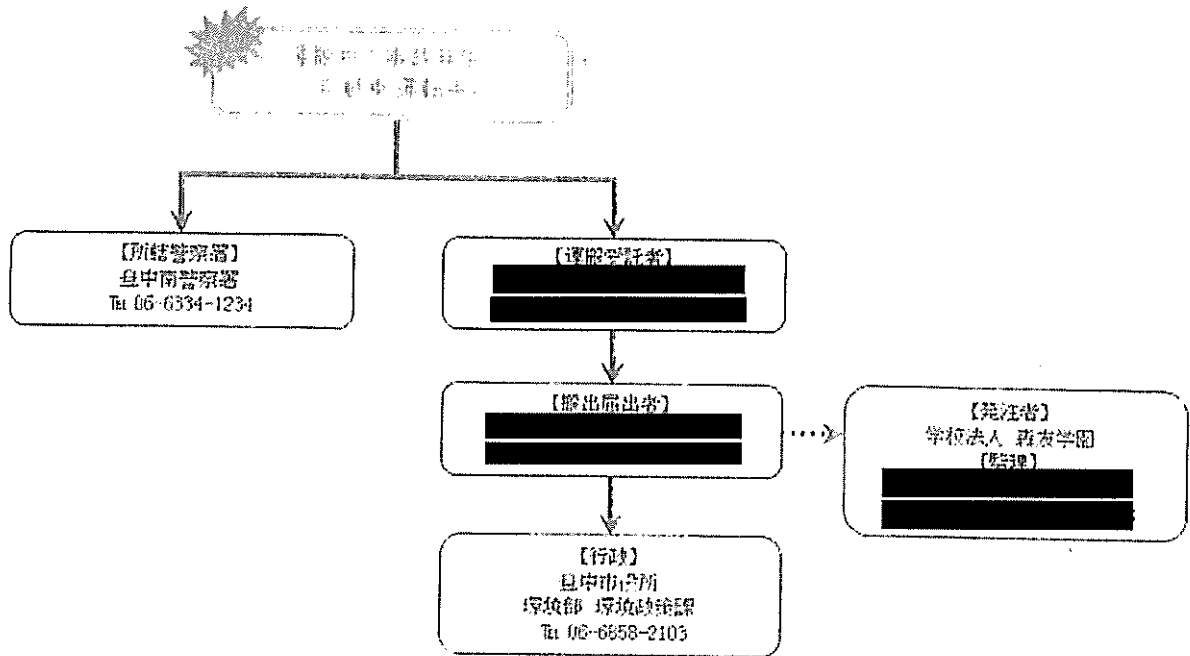 【所轄警察署】
豊中南警察署
℡ 06-6334-1234
【運搬受託者】
【搬出届出者】
【発注者】
学校法人 森友学園
【監理】
【行政】
豊中市役所
環境部 環境政策課
℡ 06-6858-2103